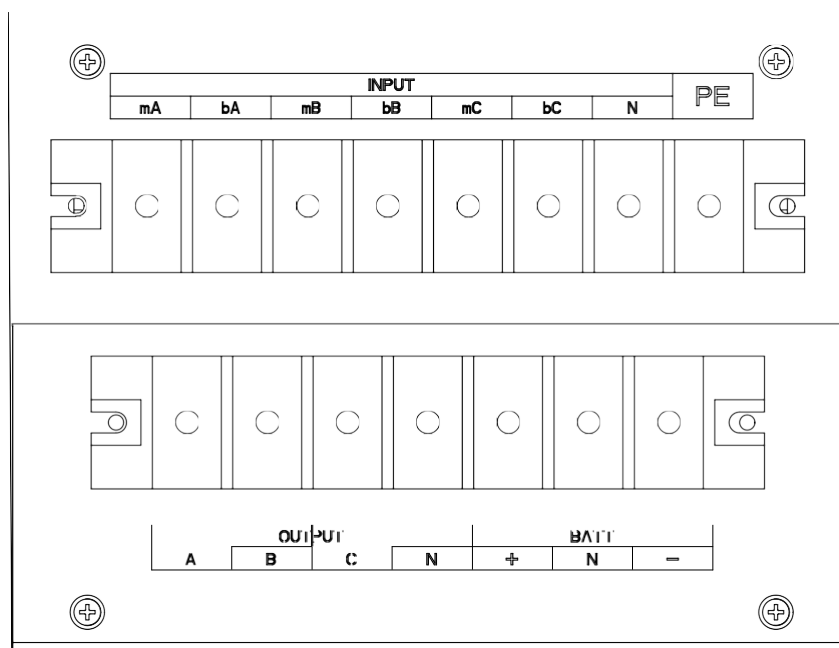 INPUT PE
mA bA mB bB mC bC N
OUTPUT BATT
A B C N + N −